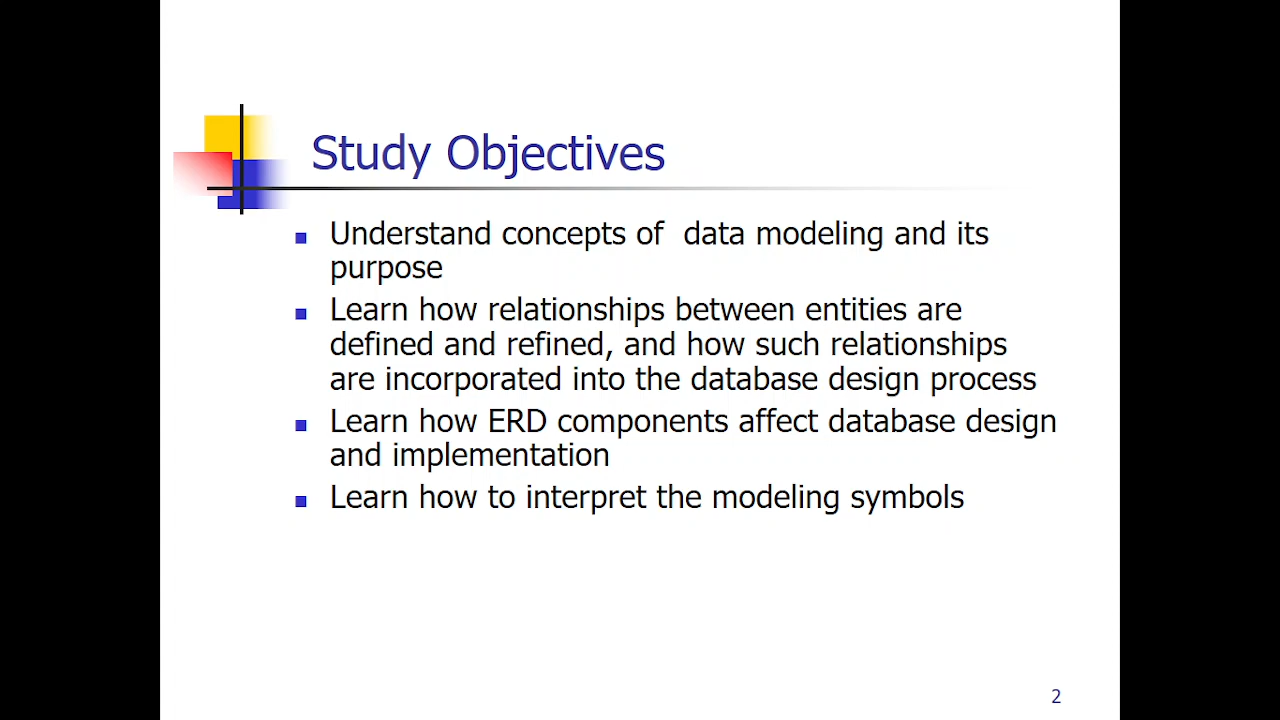 Study Objectives
Understand concepts of  data modeling and its
purpose
Learn how relationships between entities are
defined and refined, and how such relationships
are incorporated into the database design process
Learn how ERD components affect database design
and implementation
Learn how to interpret the modeling symbols
2